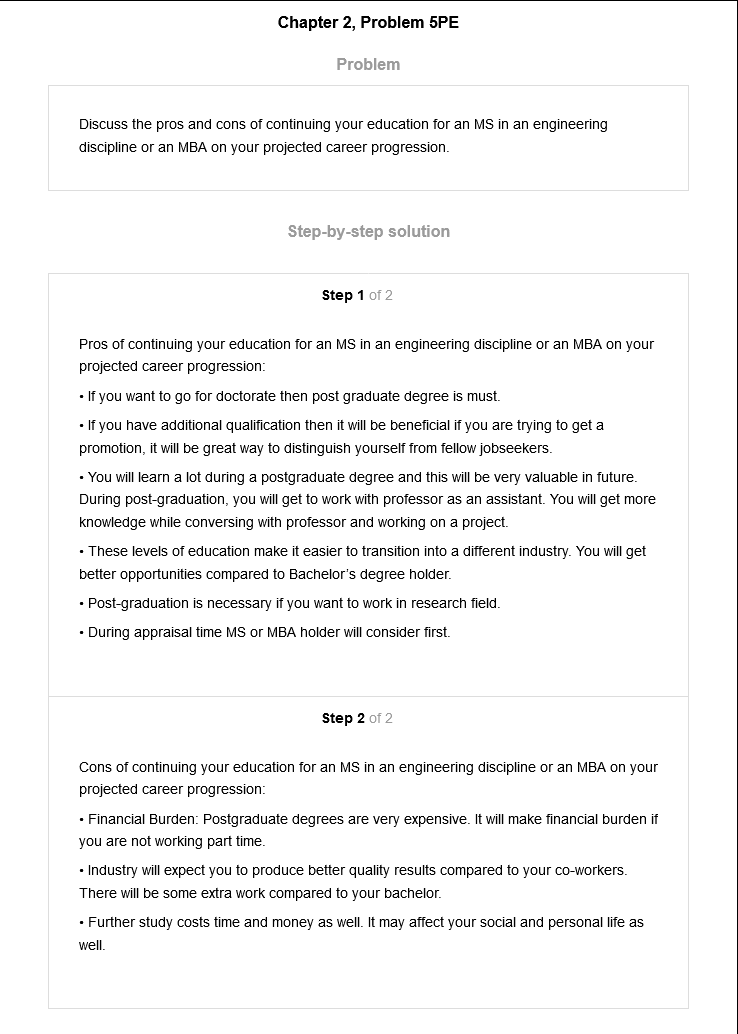 Chapter 2, Problem 5PE
Problem
Discuss the pros and cons of continuing your education for an MS in an engineering
discipline or an MBA on your projected career progression.
Step-by-step solution
Step 1 of 2
Pros of continuing your education for an MS in an engineering discipline or an MBA on your
projected career progression:
• If you want to go for doctorate then post graduate degree is must.
• If you have additional qualification then it will be beneficial if you are trying to get a
promotion, it will be great way to distinguish yourself from fellow jobseekers.
• You will learn a lot during a postgraduate degree and this will be very valuable in future.
During post-graduation, you will get to work with professor as an assistant. You will get more
knowledge while conversing with professor and working on a project.
• These levels of education make it easier to transition into a different industry. You will get
better opportunities compared to Bachelor’s degree holder.
• Post-graduation is necessary if you want to work in research field.
• During appraisal time MS or MBA holder will consider first.
Step 2 of 2
Cons of continuing your education for an MS in an engineering discipline or an MBA on your
projected career progression:
• Financial Burden: Postgraduate degrees are very expensive. It will make financial burden if
you are not working part time.
• Industry will expect you to produce better quality results compared to your co-workers.
There will be some extra work compared to your bachelor.
• Further study costs time and money as well. It may affect your social and personal life as
well.